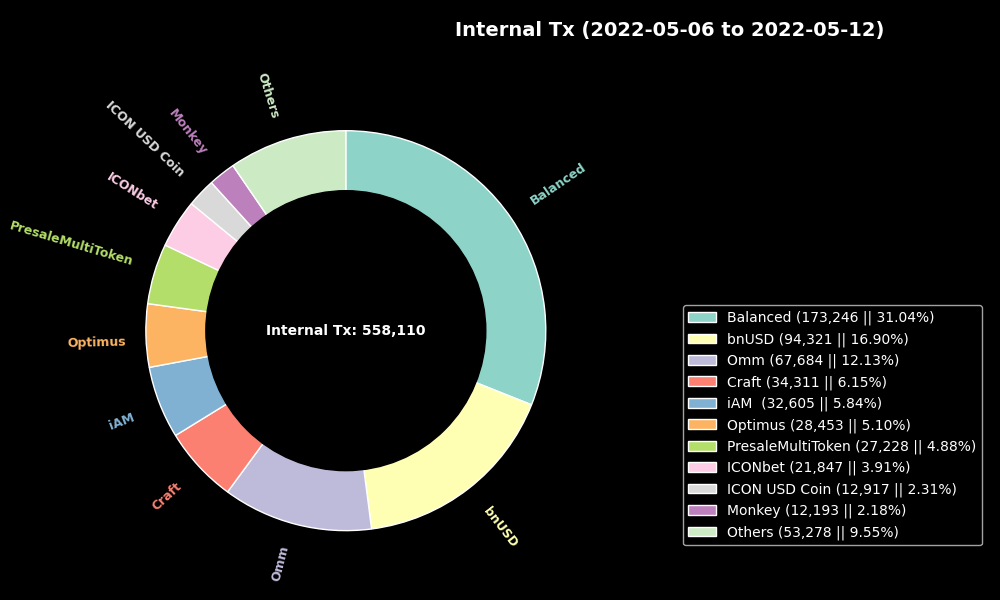 Internal Tx (2022-05-06 to 2022-05-12)
Others
Monkey
ICON USD Coin
ICONbet
PresaleMultiToken
Optimus
iAM
Craft
Omm
bnUSD
Balanced
Internal Tx: 558,110
Balanced (173,246 || 31.04%)
bnUSD (94,321 || 16.90%)
Omm (67,684 || 12.13%)
Craft (34,311 || 6.15%)
iAM  (32,605 || 5.84%)
Optimus (28,453 || 5.10%)
PresaleMultiToken (27,228 || 4.88%)
ICONbet (21,847 || 3.91%)
ICON USD Coin (12,917 || 2.31%)
Monkey (12,193 || 2.18%)
Others (53,278 || 9.55%)